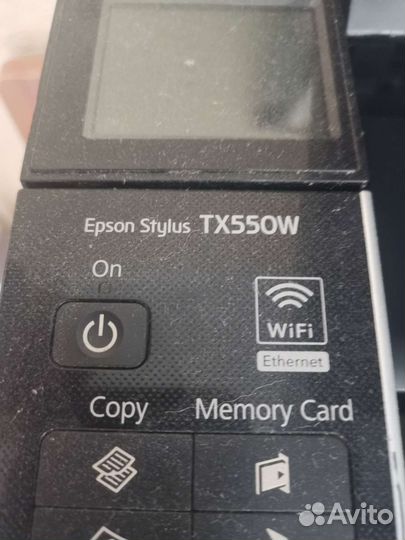 Epson Stylus TX550W
On
WiFi
Ethernet
Copy Memory Card
Avito